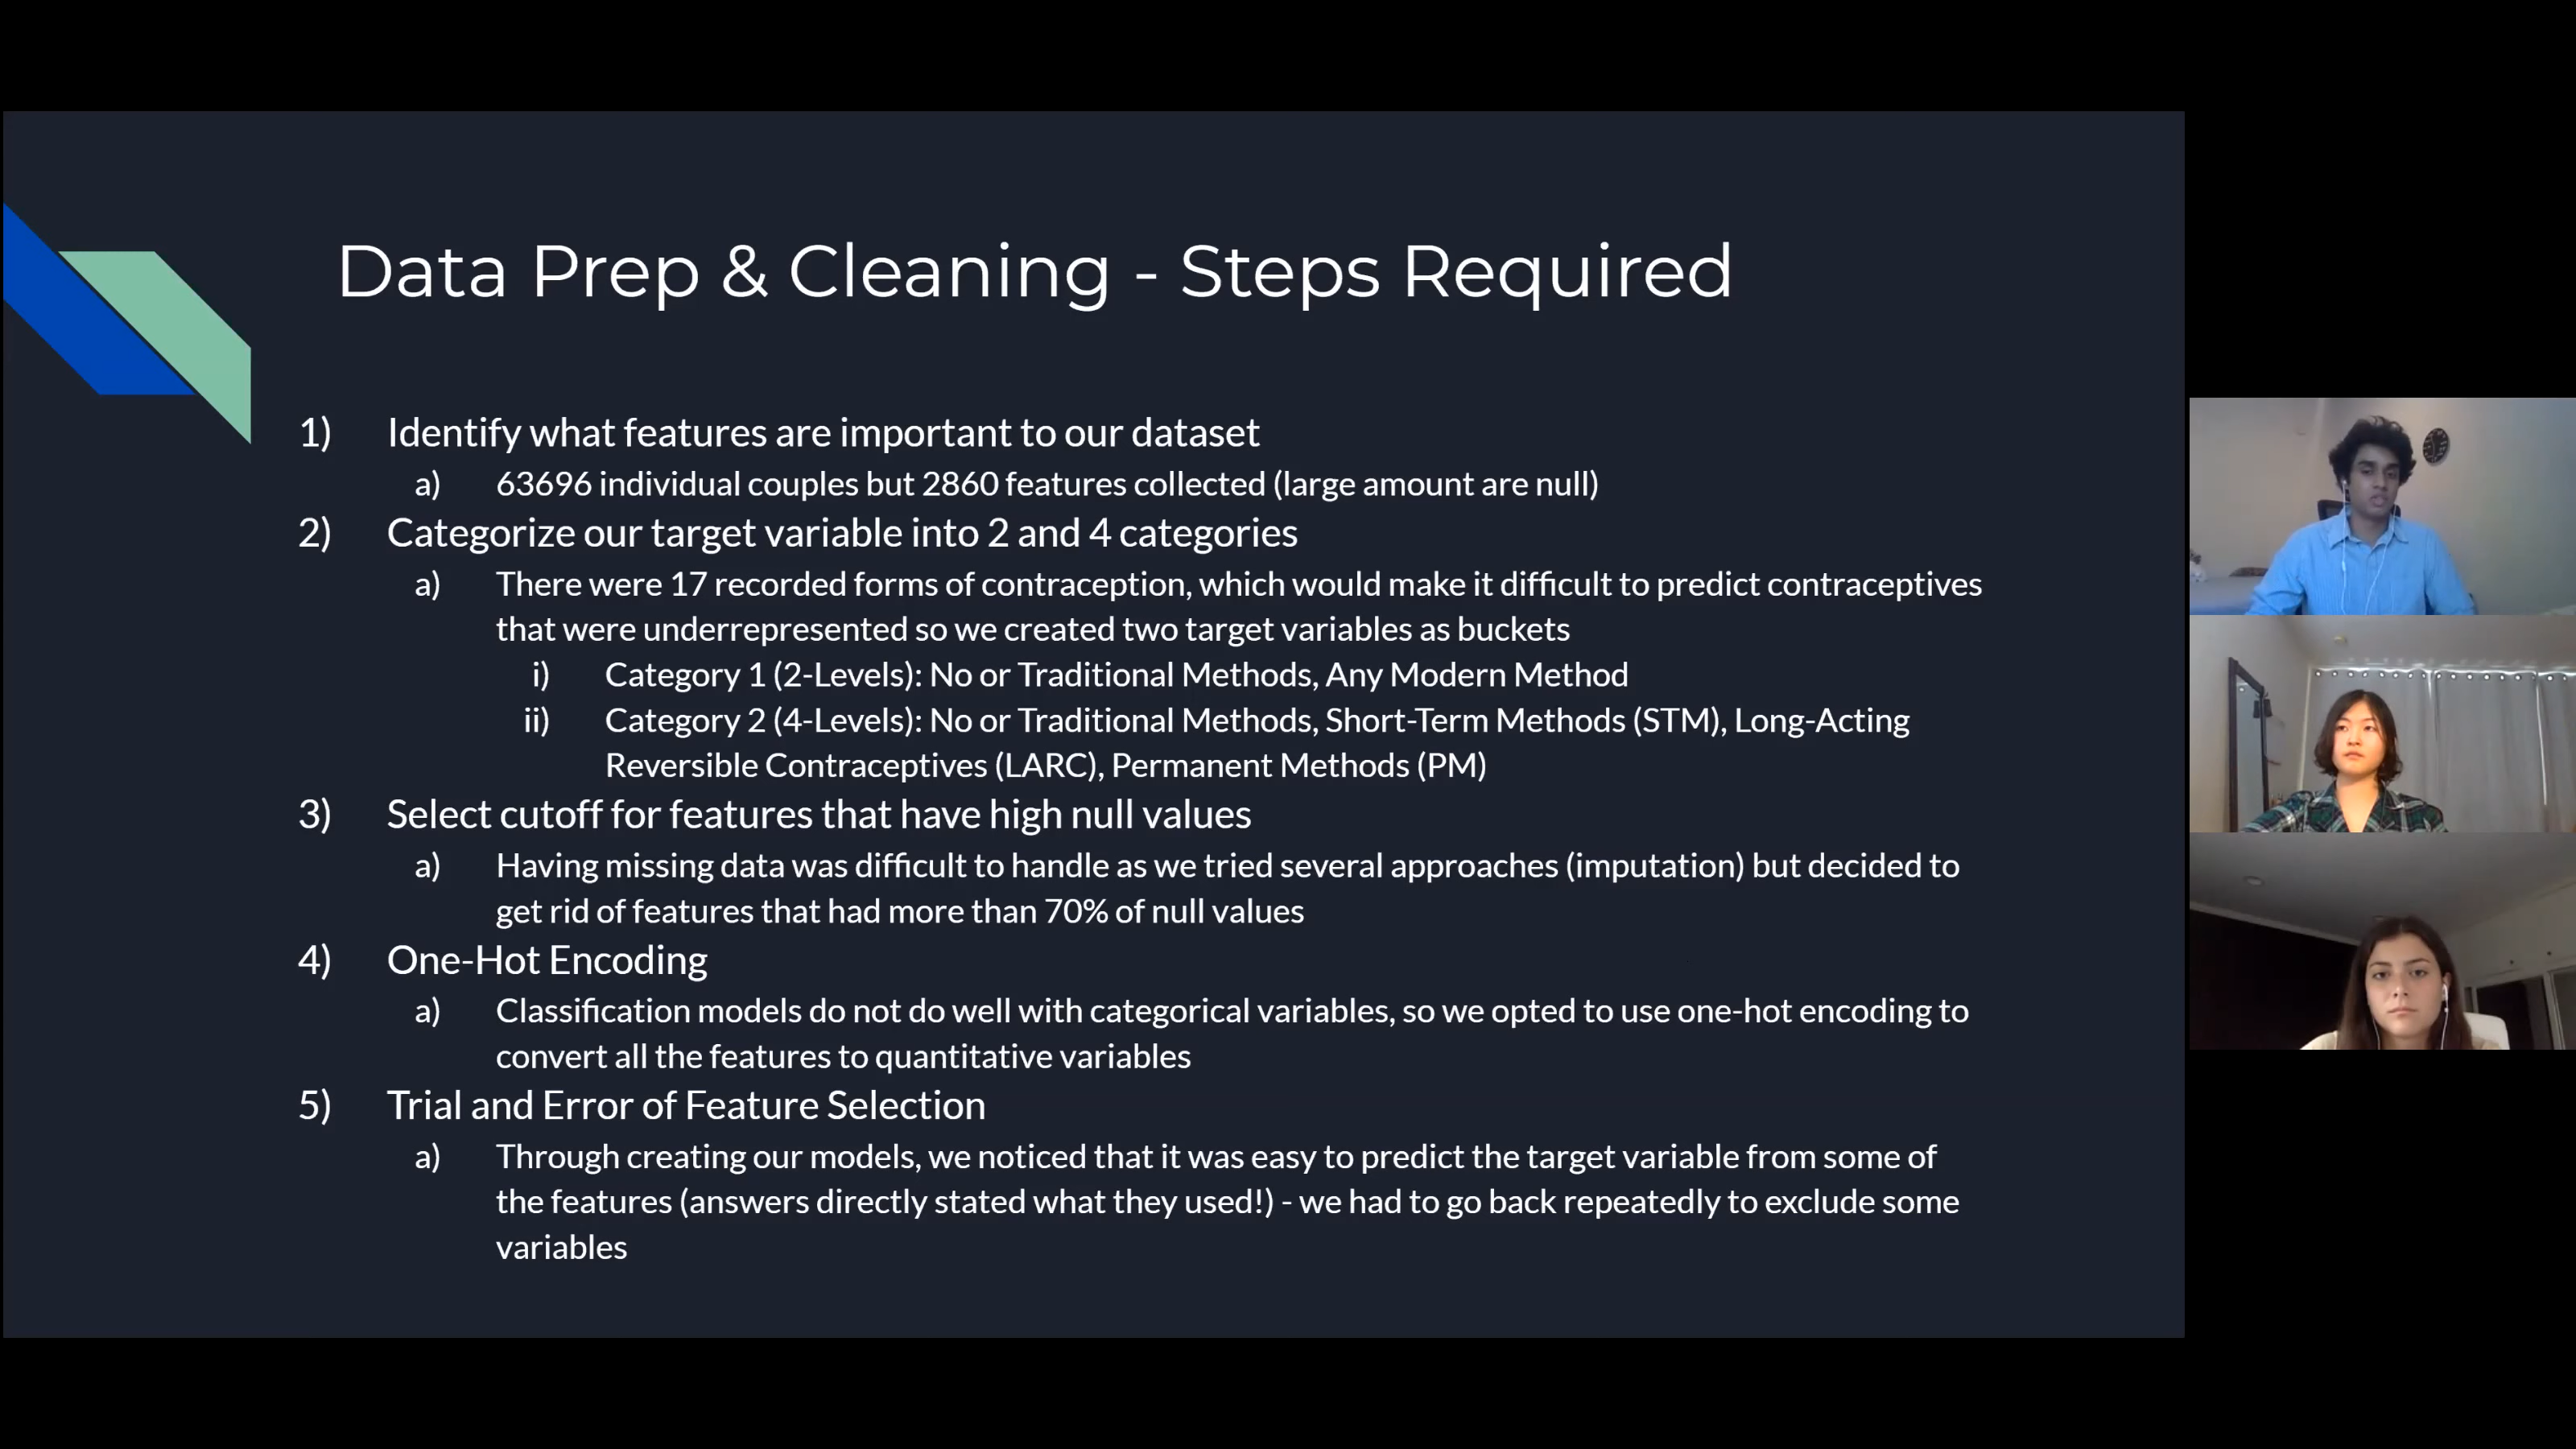 Data Prep & Cleaning - Steps Required
1) Identify what features are important to our dataset
a) 63696 individual couples but 2860 features collected (large amount are null)
2) Categorize our target variable into 2 and 4 categories
a) There were 17 recorded forms of contraception, which would make it difficult to predict contraceptives
that were underrepresented so we created two target variables as buckets
i) Category 1 (2-Levels): No or Traditional Methods, Any Modern Method
ii) Category 2 (4-Levels): No or Traditional Methods, Short-Term Methods (STM), Long-Acting
Reversible Contraceptives (LARC), Permanent Methods (PM)
3) Select cutoff for features that have high null values
a) Having missing data was difficult to handle as we tried several approaches (imputation) but decided to
get rid of features that had more than 70% of null values
4) One-Hot Encoding
a) Classification models do not do well with categorical variables, so we opted to use one-hot encoding to
convert all the features to quantitative variables
5) Trial and Error of Feature Selection
a) Through creating our models, we noticed that it was easy to predict the target variable from some of
the features (answers directly stated what they used!) - we had to go back repeatedly to exclude some
variables